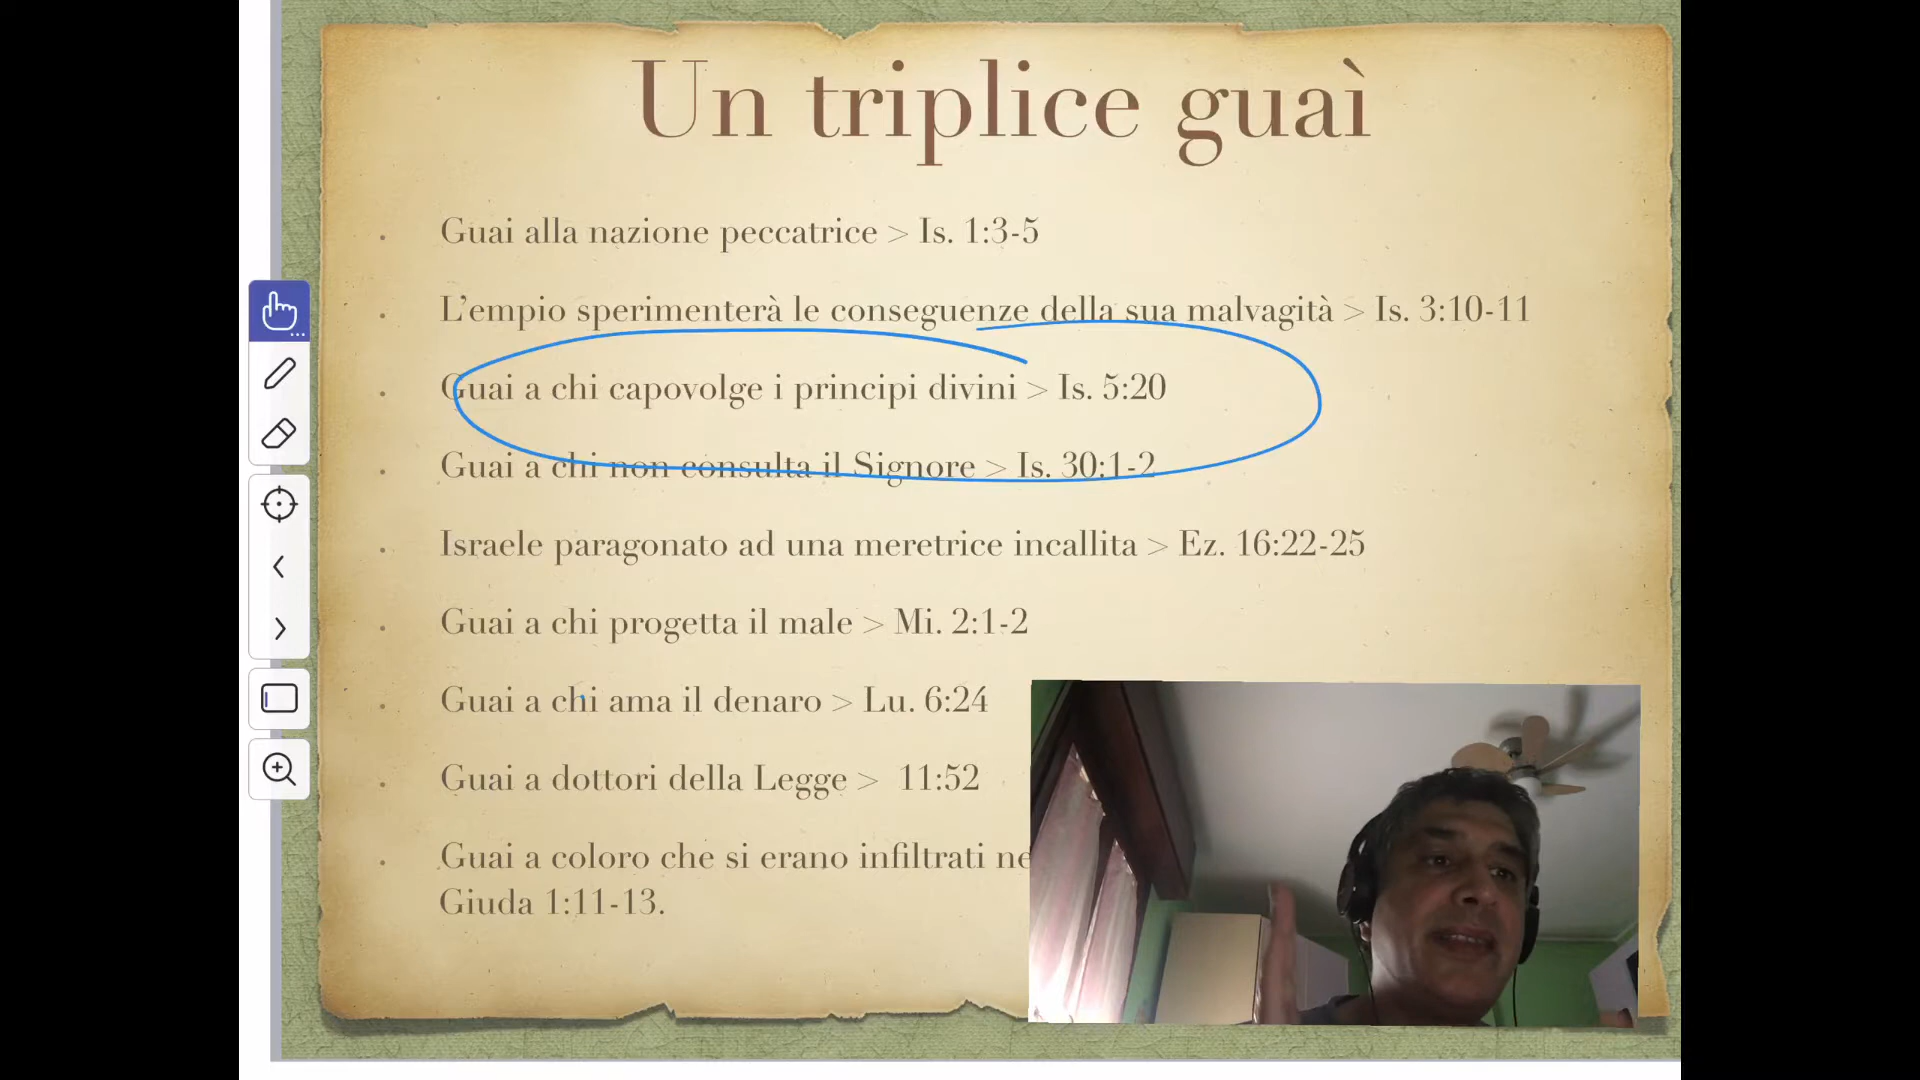 Un triplice guaì
Guai alla nazione peccatrice > Is. 1:3-5
L’empio sperimenterà le conseguenze della sua malvagità > Is. 3:10-11
Guai a chi capovolge i principi divini > Is. 5:20
Guai a chi non consulta il Signore > Is. 30:1-2
Israele paragonato ad una meretrice incallita > Ez. 16:22-25
Guai a chi progetta il male > Mi. 2:1-2
Guai a chi ama il denaro > Lu. 6:24
Guai a dottori della Legge > 11:52
Guai a coloro che si erano infiltrati ne
Giuda 1:11-13.